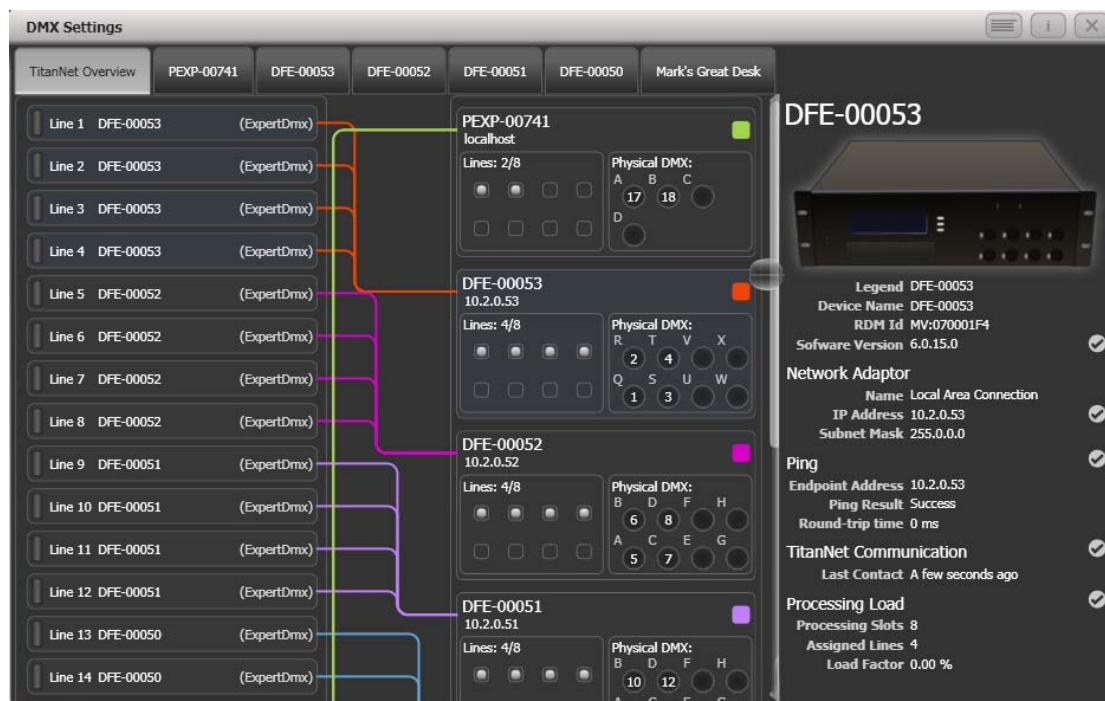 DMX Settings
i
TitanNet Overview PEXP-00741 DFE-00053 DFE-00052 DFE-00051 DFE-00050 Mark's Great Desk
Line 1 DFE-00053 (ExpertDmx)
Line 2 DFE-00053 (ExpertDmx)
Line 3 DFE-00053 (ExpertDmx)
Line 4 DFE-00053 (ExpertDmx)
Line 5 DFE-00052 (ExpertDmx)
Line 6 DFE-00052 (ExpertDmx)
Line 7 DFE-00052 (ExpertDmx)
Line 8 DFE-00052 (ExpertDmx)
Line 9 DFE-00051 (ExpertDmx)
Line 10 DFE-00051 (ExpertDmx)
Line 11 DFE-00051 (ExpertDmx)
Line 12 DFE-00051 (ExpertDmx)
Line 13 DFE-00050 (ExpertDmx)
Line 14 DFE-00050 (ExpertDmx)
PEXP-00741
localhost
Lines: 2/8
Physical DMX:
A B C
17 18
D
DFE-00053
10.2.0.53
Lines: 4/8
Physical DMX:
R T V X
2 4
Q S U W
1 3
DFE-00052
10.2.0.52
Lines: 4/8
Physical DMX:
B D F H
6 8
A C E G
5 7
DFE-00051
10.2.0.51
Lines: 4/8
Physical DMX:
B D F H
10 12
A C E G
DFE-00053
Legend DFE-00053
Device Name DFE-00053
RDM Id MV:070001F4
Sofware Version 6.0.15.0
Network Adaptor
Name Local Area Connection
IP Address 10.2.0.53
Subnet Mask 255.0.0.0
Ping
Endpoint Address 10.2.0.53
Ping Result Success
Round-trip time 0 ms
TitanNet Communication
Last Contact A few seconds ago
Processing Load
Processing Slots 8
Assigned Lines 4
Load Factor 0.00 %